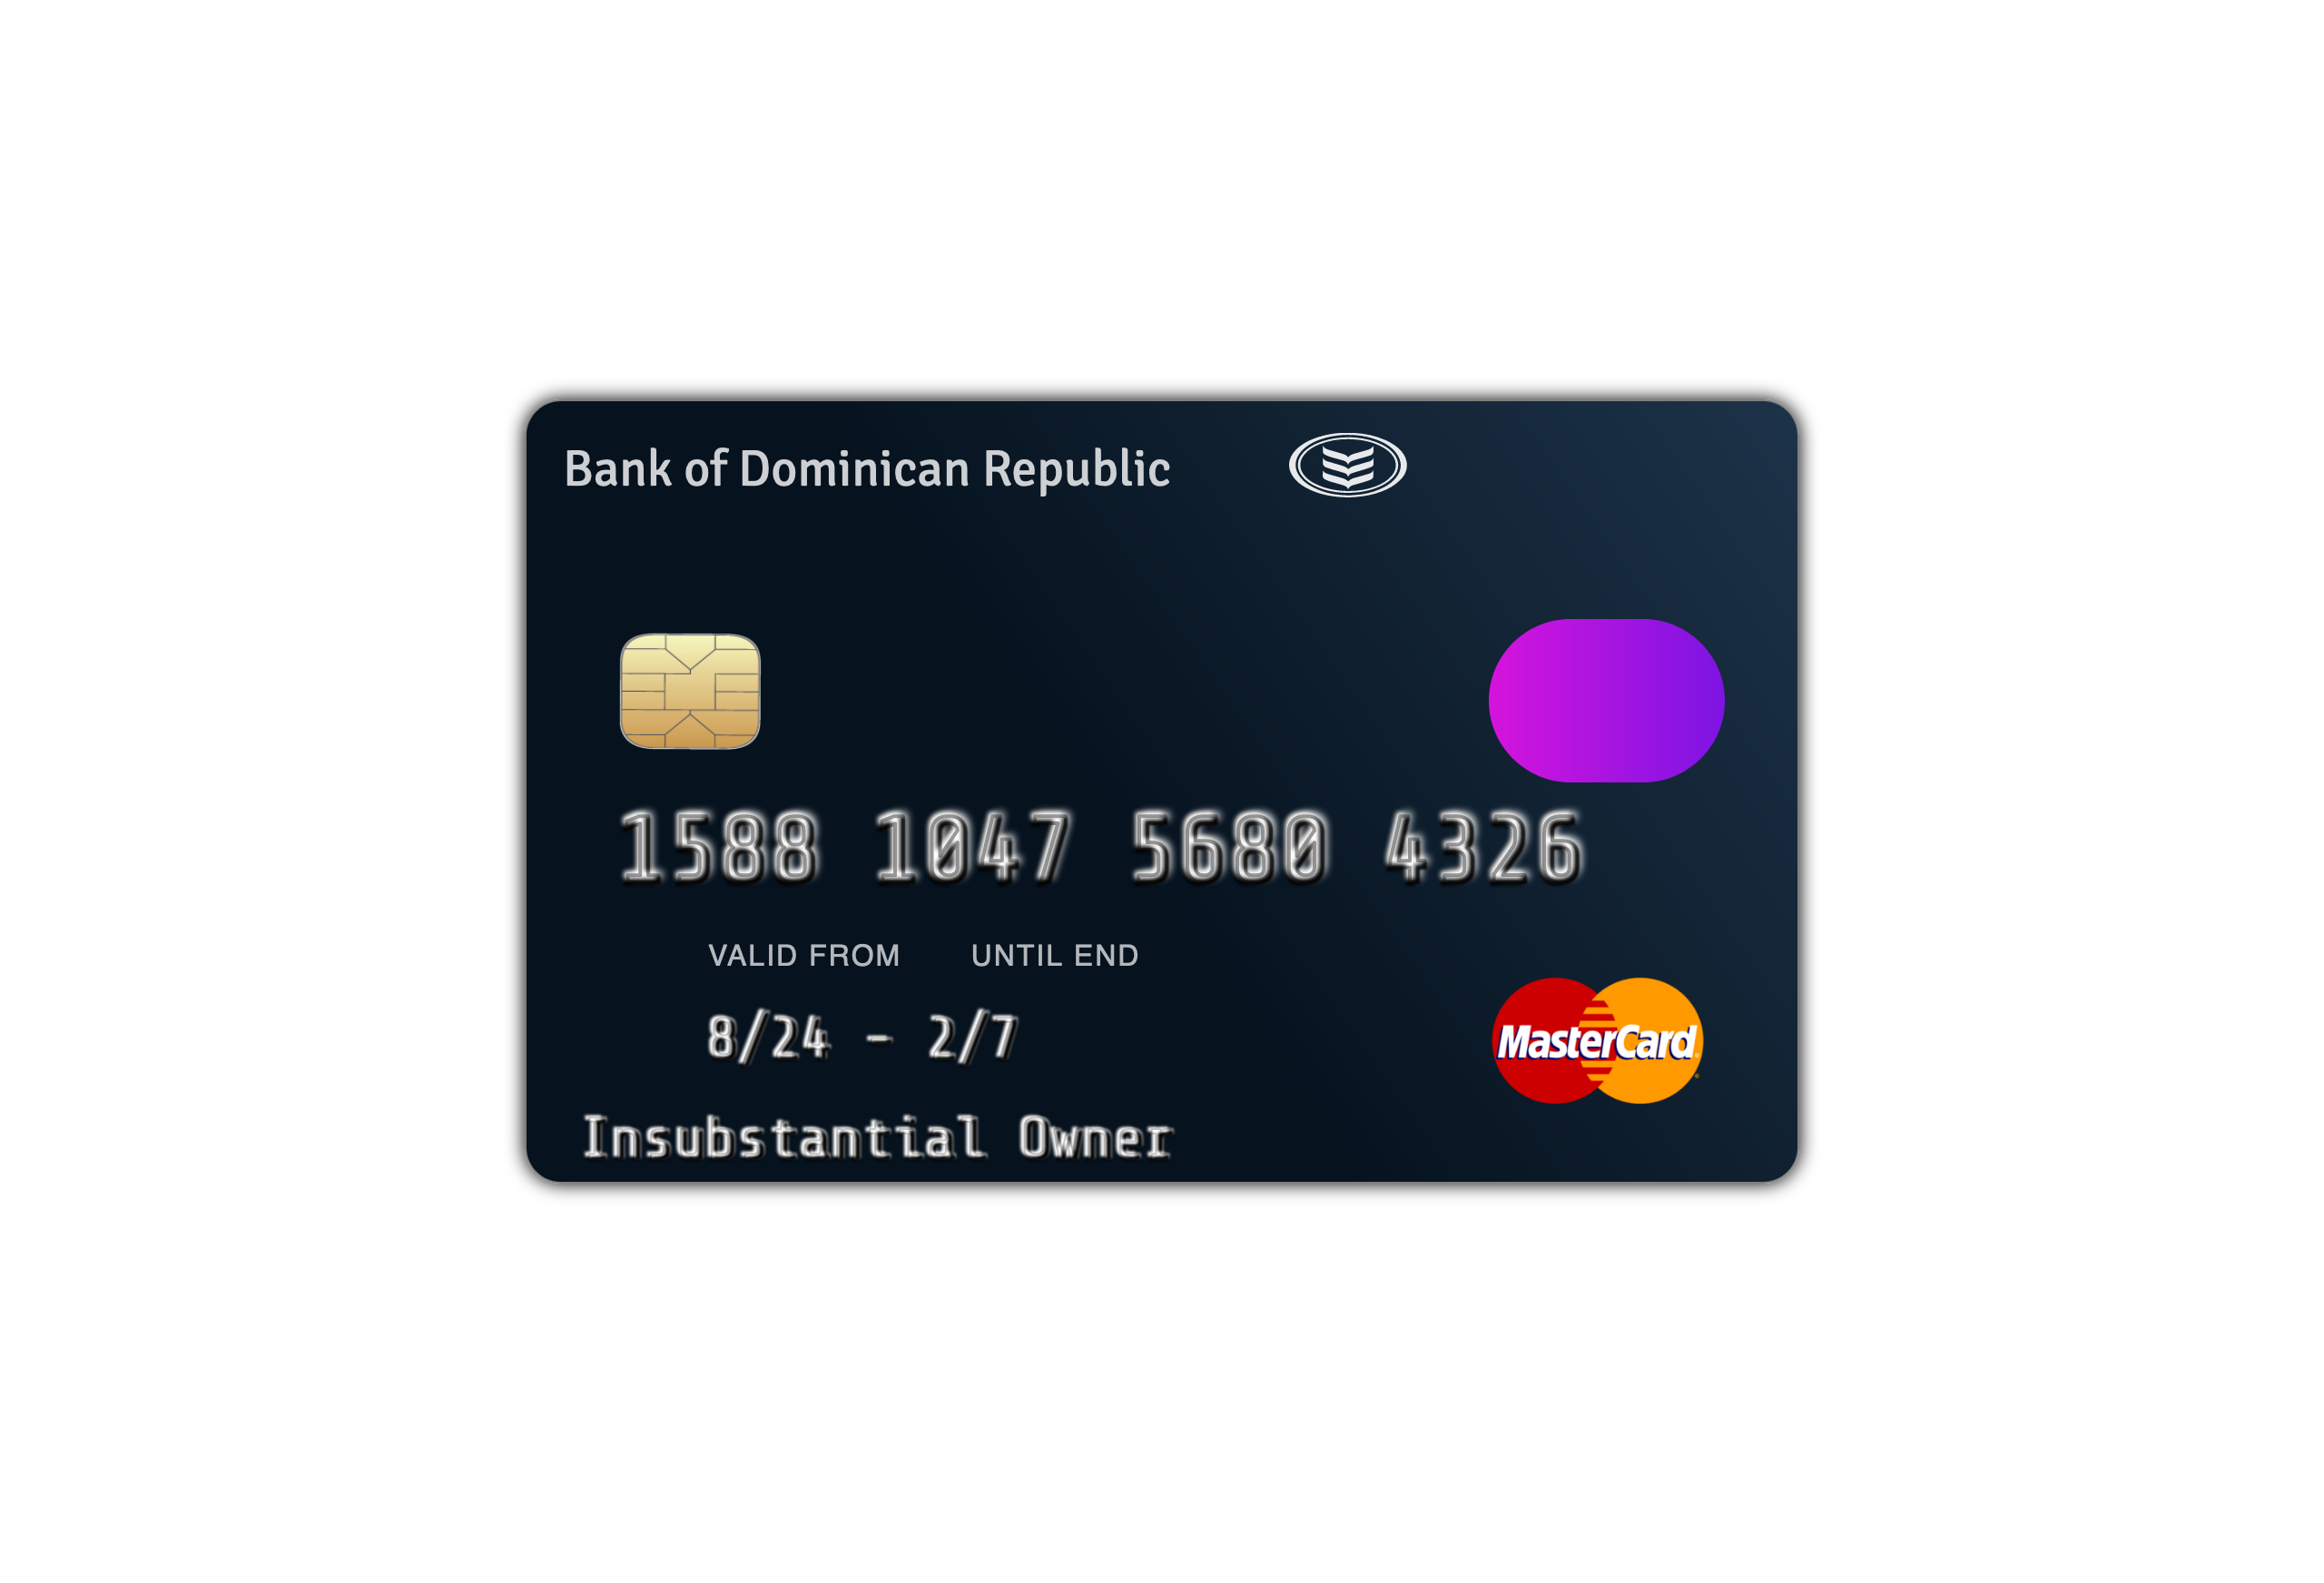 Bank of Dominican Republic
1588 1047 5680 4326
VALID FROM UNTIL END
8/24 - 2/7
MasterCard
Insubstantial Owner